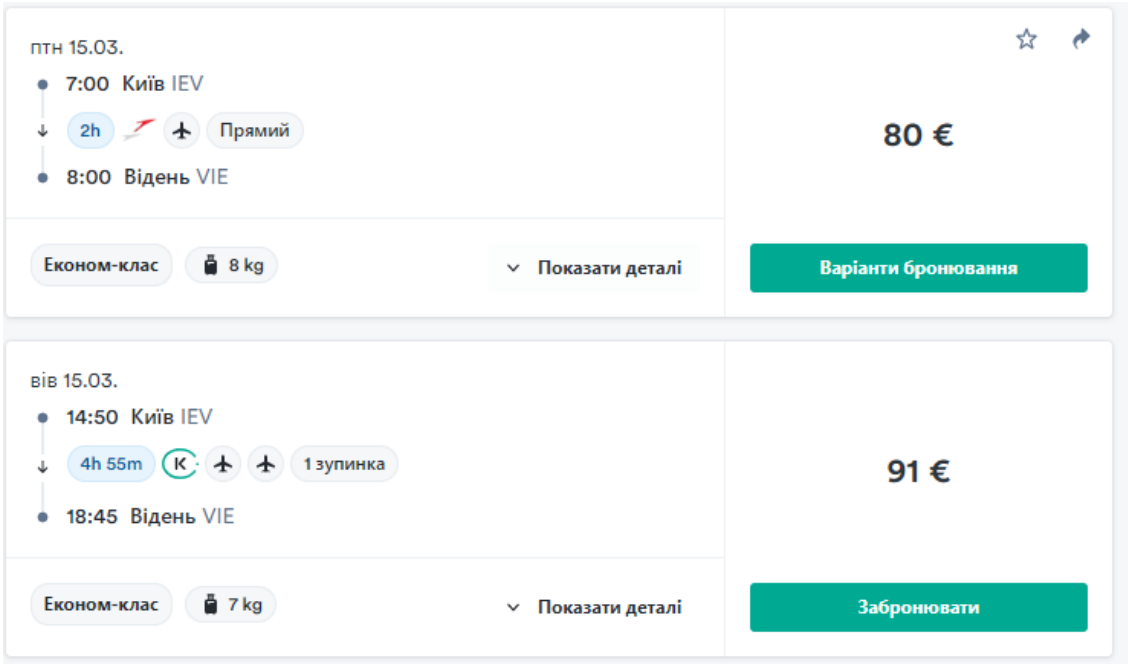 птн 15.03.
7:00 Київ IEV
2h Прямий
80 €
8:00 Відень VIE
Економ-клас 8 kg Показати деталі Варіанти бронювання
вів 15.03.
14:50 Київ IEV
4h 55m K 1 зупинка
91 €
18:45 Відень VIE
Економ-клас 7 kg Показати деталі Забронювати